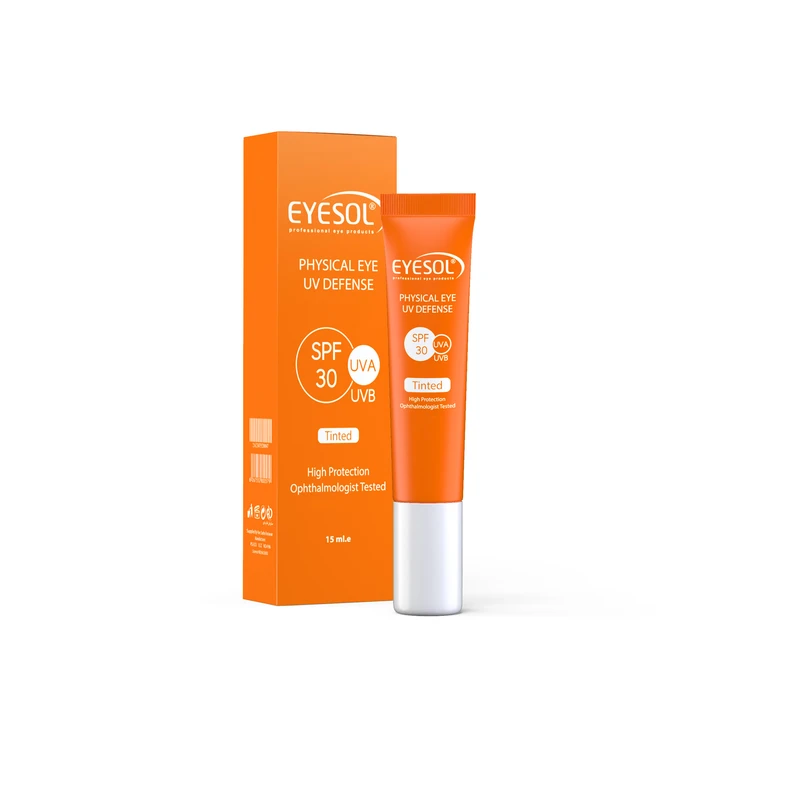 EYESOL®
professional eye products
PHYSICAL EYE
UV DEFENSE
SPF
30
UVA
UVB
Tinted
High Protection
Ophthalmologist Tested
15 ml.e
EYESOL®
professional eye products
PHYSICAL EYE
UV DEFENSE
SPF
30
UVA
UVB
Tinted
High Protection
Ophthalmologist Tested